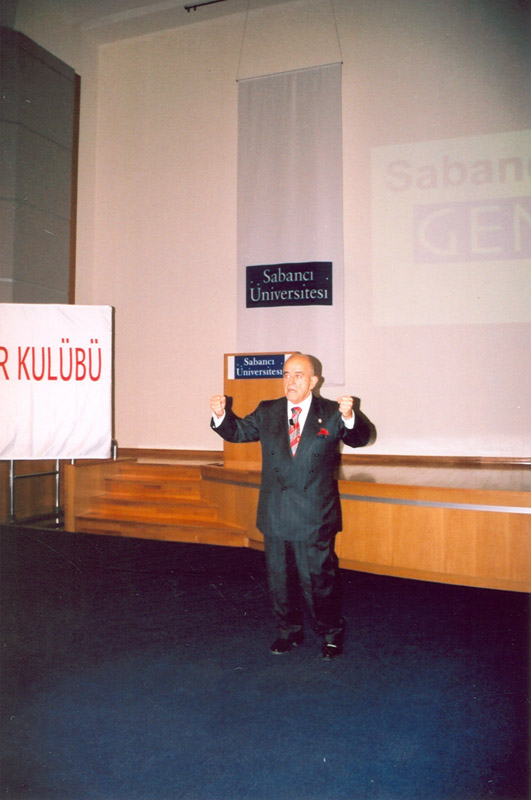 Saban
GEN
Sabancı
Üniversitesi
R KULÜBÜ
Sabancı
Üniversitesi